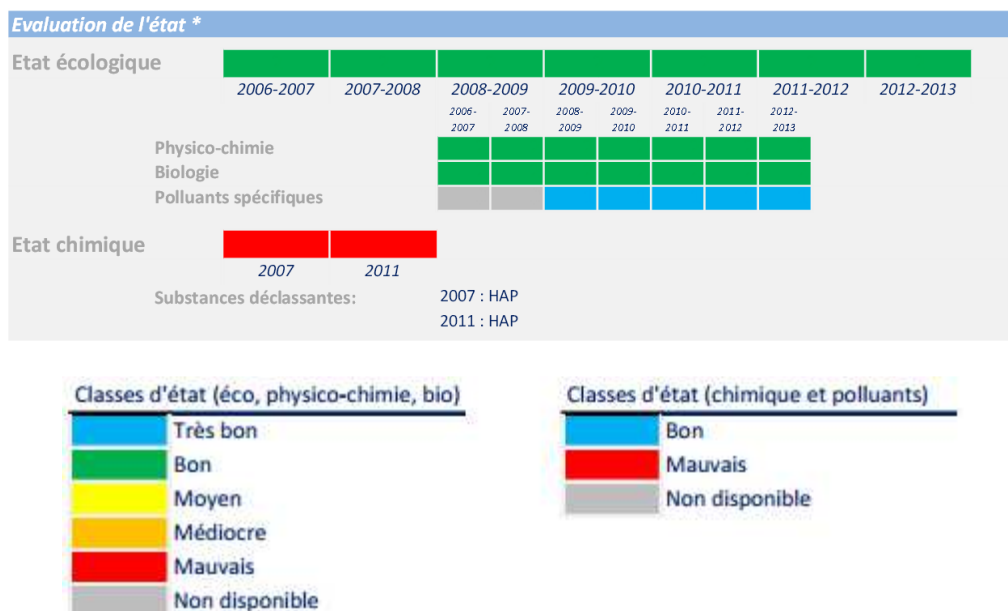 Evaluation de l'état *
Etat écologique
2006-2007 2007-2008 2008-2009 2009-2010 2010-2011 2011-2012 2012-2013
2006- 2007- 2008- 2009- 2010- 2011- 2012-
2007 2008 2009 2010 2011 2012 2013
Physico-chimie
Biologie
Polluants spécifiques
Etat chimique
2007 2011
Substances déclassantes: 2007 : HAP
2011 : HAP
Classes d'état (éco, physico-chimie, bio)
Très bon
Bon
Moyen
Médiocre
Mauvais
Non disponible
Classes d'état (chimique et polluants)
Bon
Mauvais
Non disponible